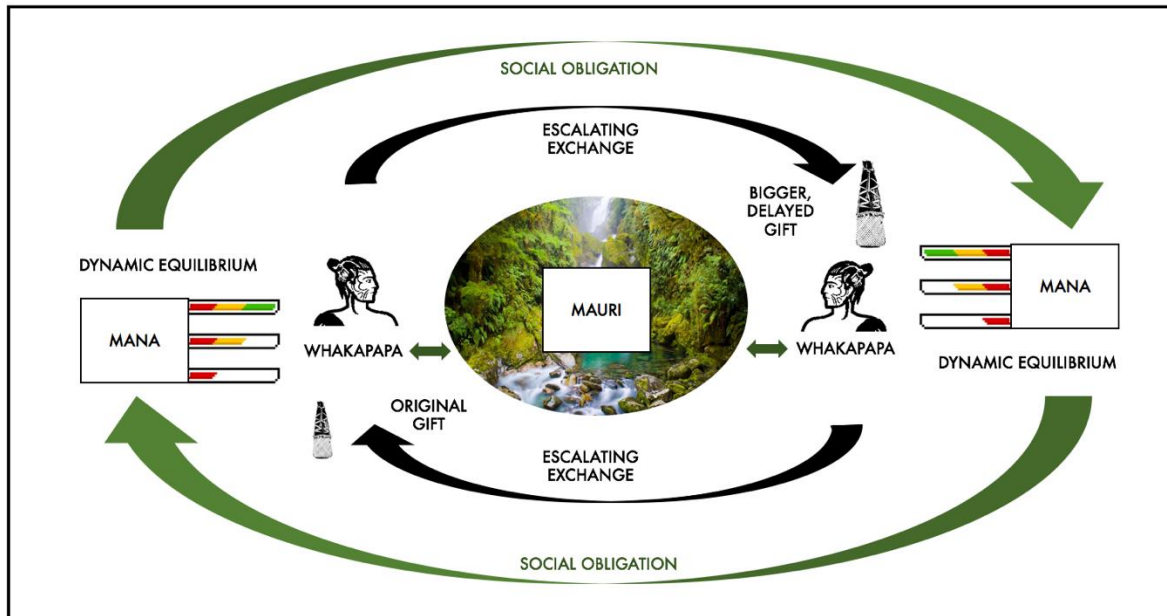 SOCIAL OBLIGATION
ESCALATING
EXCHANGE
BIGGER,
DELAYED
GIFT
DYNAMIC EQUILIBRIUM
MANA
WHAKAPAPA
MAURI
WHAKAPAPA
MANA
DYNAMIC EQUILIBRIUM
ORIGINAL
GIFT
ESCALATING
EXCHANGE
SOCIAL OBLIGATION